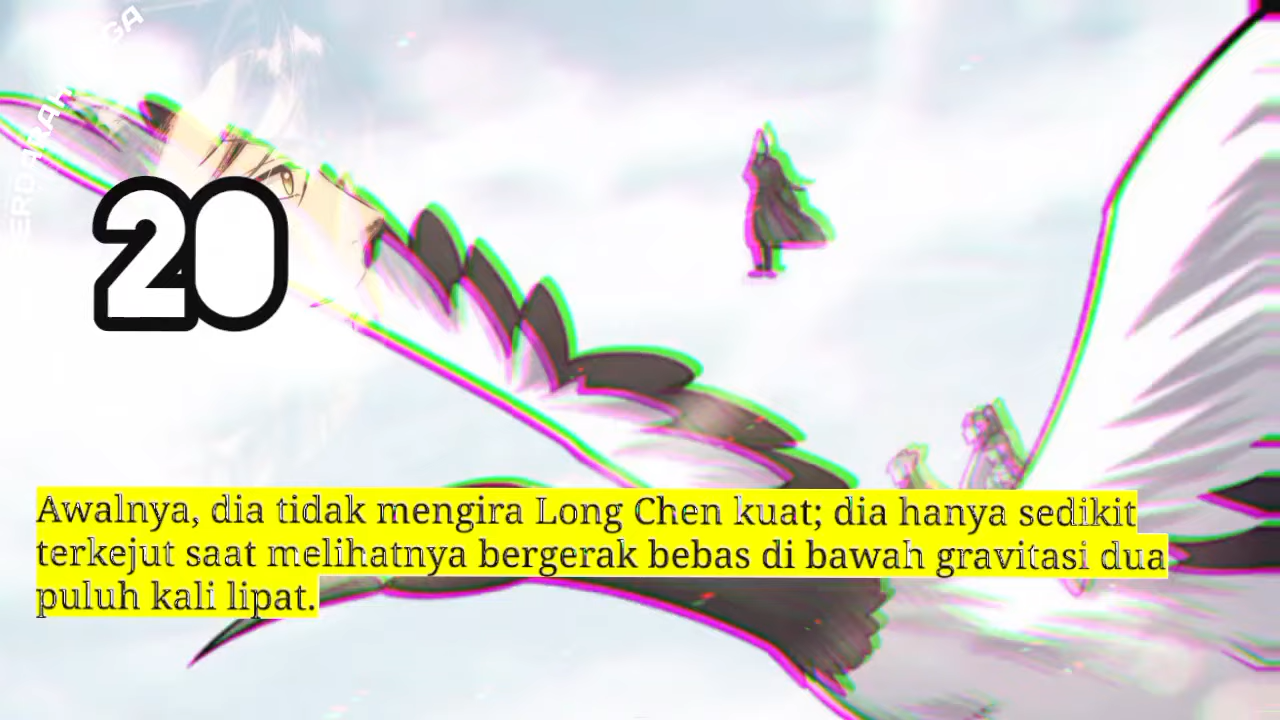 20
Awalnya, dia tidak mengira Long Chen kuat; dia hanya sedikit
terkejut saat melihatnya bergerak bebas di bawah gravitasi dua
puluh kali lipat.